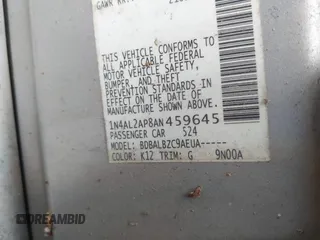 THIS VEHICLE CONFORMS TO
ALL APPLICABLE FEDERAL
MOTOR VEHICLE SAFETY,
BUMPER, AND THEFT
PREVENTION STANDARDS IN
EFFECT ON THE DATE OF
MANUFACTURE SHOWN ABOVE.
1N4AL2AP8AN459645
PASSENGER CAR 524
MODEL: BDBALBZC9AEUA-----
COLOR: K12 TRIM: G 9N00A
DREAMBID